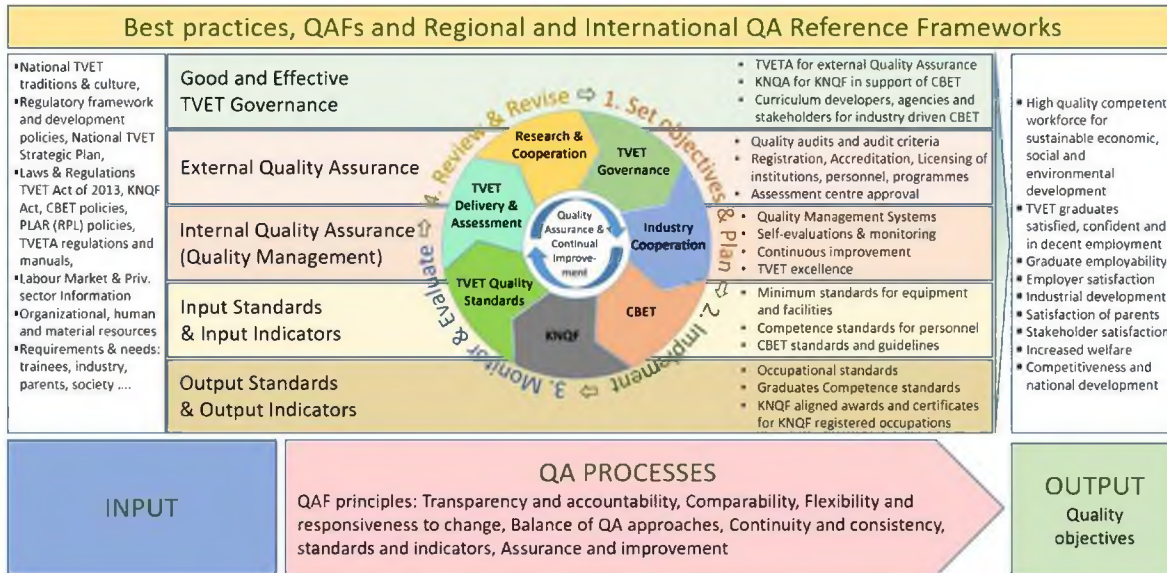 Best practices, QAFs and Regional and International QA Reference Frameworks
▪National TVET
traditions & culture,
▪Regulatory framework
and development
policies, National TVET
Strategic Plan,
▪Laws & Regulations
TVET Act of 2013, KNQF
Act, CBET policies,
PLAR (RPL) policies,
TVETA regulations and
manuals,
▪Labour Market & Priv.
sector Information
▪Organizational, human
and material resources
▪Requirements & needs:
trainees, industry,
parents, society ....
Good and Effective
TVET Governance
External Quality Assurance
Internal Quality Assurance
(Quality Management)
Input Standards
& Input Indicators
Output Standards
& Output Indicators
1. Set objectives & Plan
2. Implement
3. Monitor & Evaluate
4. Review & Revise
Research &
Cooperation
TVET
Governance
Industry
Cooperation
CBET
KNQF
TVET Quality
Standards
TVET
Delivery &
Assessment
Quality
Assurance &
Continual
Improve-
ment
▪ TVETA for external Quality Assurance
▪ KNQA for KNQF in support of CBET
▪ Curriculum developers, agencies and
stakeholders for industry driven CBET
▪ Quality audits and audit criteria
▪ Registration, Accreditation, Licensing of
institutions, personnel, programmes
▪ Assessment centre approval
▪ Quality Management Systems
▪ Self-evaluations & monitoring
▪ Continuous improvement
▪ TVET excellence
▪ Minimum standards for equipment
and facilities
▪ Competence standards for personnel
▪ CBET standards and guidelines
▪ Occupational standards
▪ Graduates Competence standards
▪ KNQF aligned awards and certificates
for KNQF registered occupations
▪ High quality competent
workforce for
sustainable economic,
social and
environmental
development
▪ TVET graduates
satisfied, confident and
in decent employment
▪ Graduate employability
▪ Employer satisfaction
▪ Industrial development
▪ Satisfaction of parents
▪ Stakeholder satisfaction
▪ Increased welfare
▪ Competitiveness and
national development
INPUT
QA PROCESSES
QAF principles: Transparency and accountability, Comparability, Flexibility and
responsiveness to change, Balance of QA approaches, Continuity and consistency,
standards and indicators, Assurance and improvement
OUTPUT
Quality
objectives